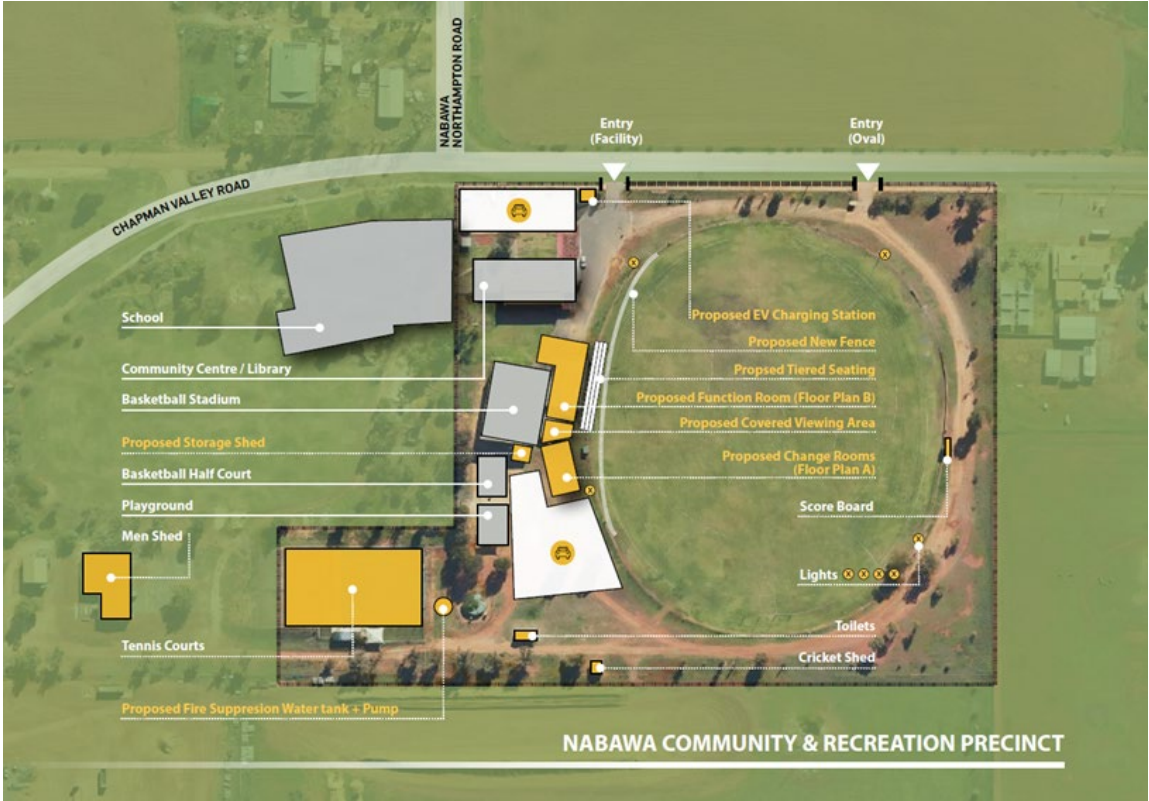 NABAWA
NORTHAMPTON ROAD
CHAPMAN VALLEY ROAD
Entry
(Facility)
Entry
(Oval)
School
Community Centre / Library
Basketball Stadium
Proposed Storage Shed
Basketball Half Court
Playground
Men Shed
Tennis Courts
Proposed Fire Suppresion Water tank + Pump
Proposed EV Charging Station
Proposed New Fence
Propsed Tiered Seating
Proposed Function Room (Floor Plan B)
Proposed Covered Viewing Area
Proposed Change Rooms
(Floor Plan A)
Score Board
Lights
Toilets
Cricket Shed
NABAWA COMMUNITY & RECREATION PRECINCT